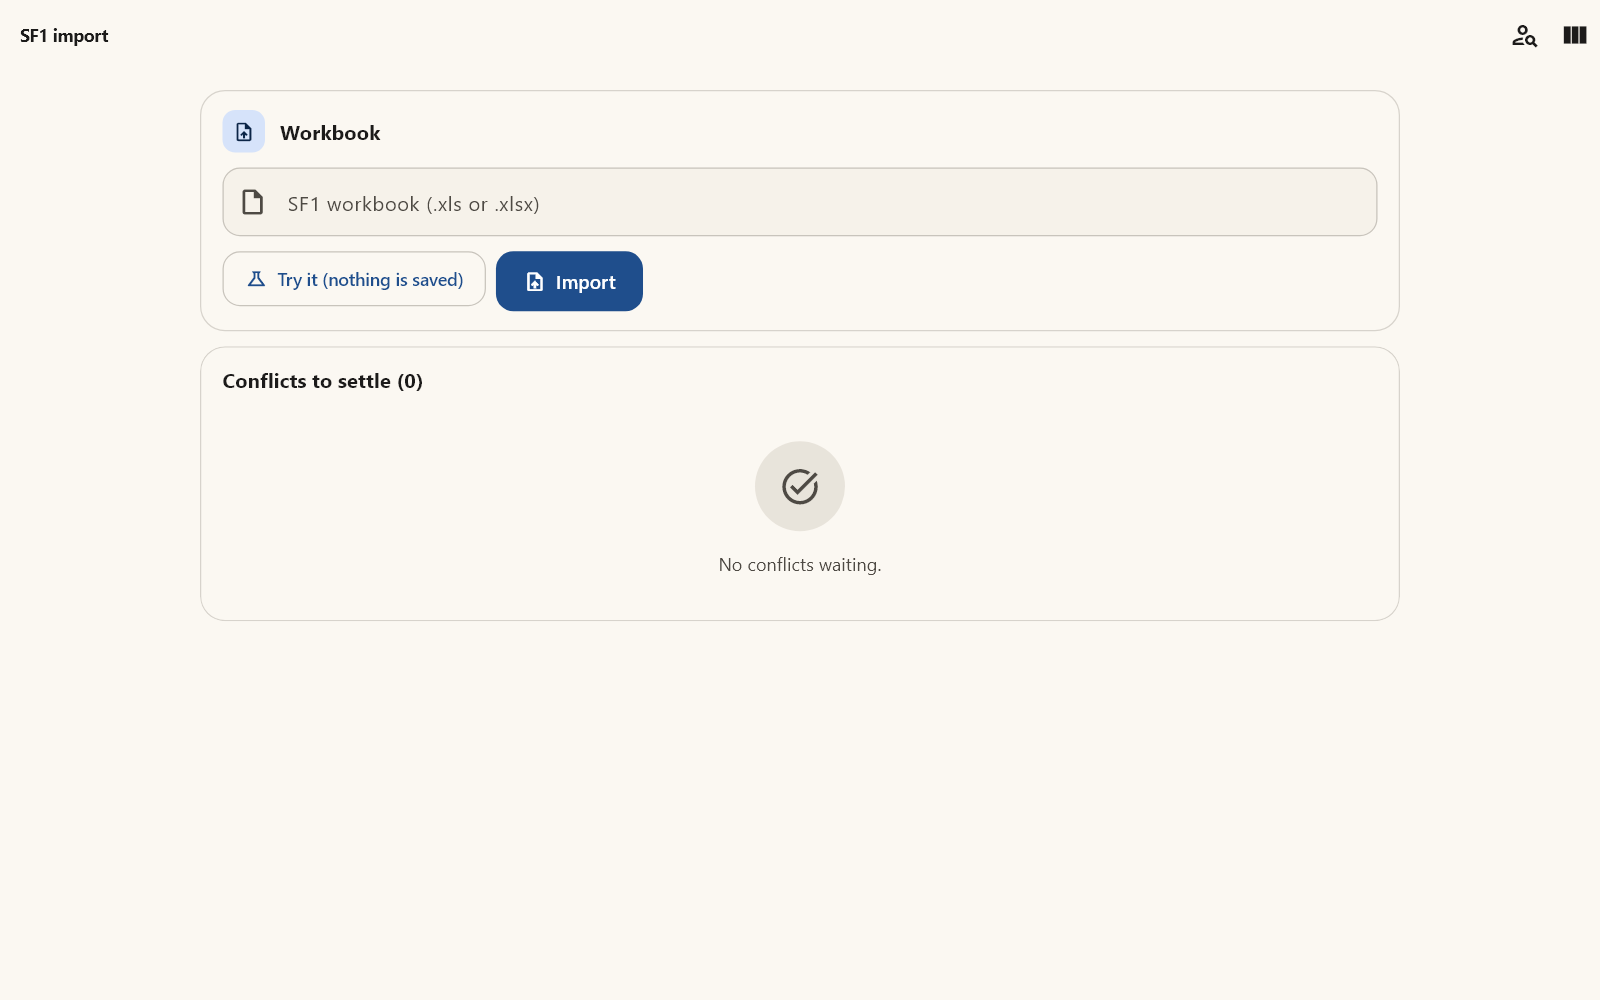 SF1 import
Workbook
SF1 workbook (.xls or .xlsx)
Try it (nothing is saved)
Import
Conflicts to settle (0)
No conflicts waiting.